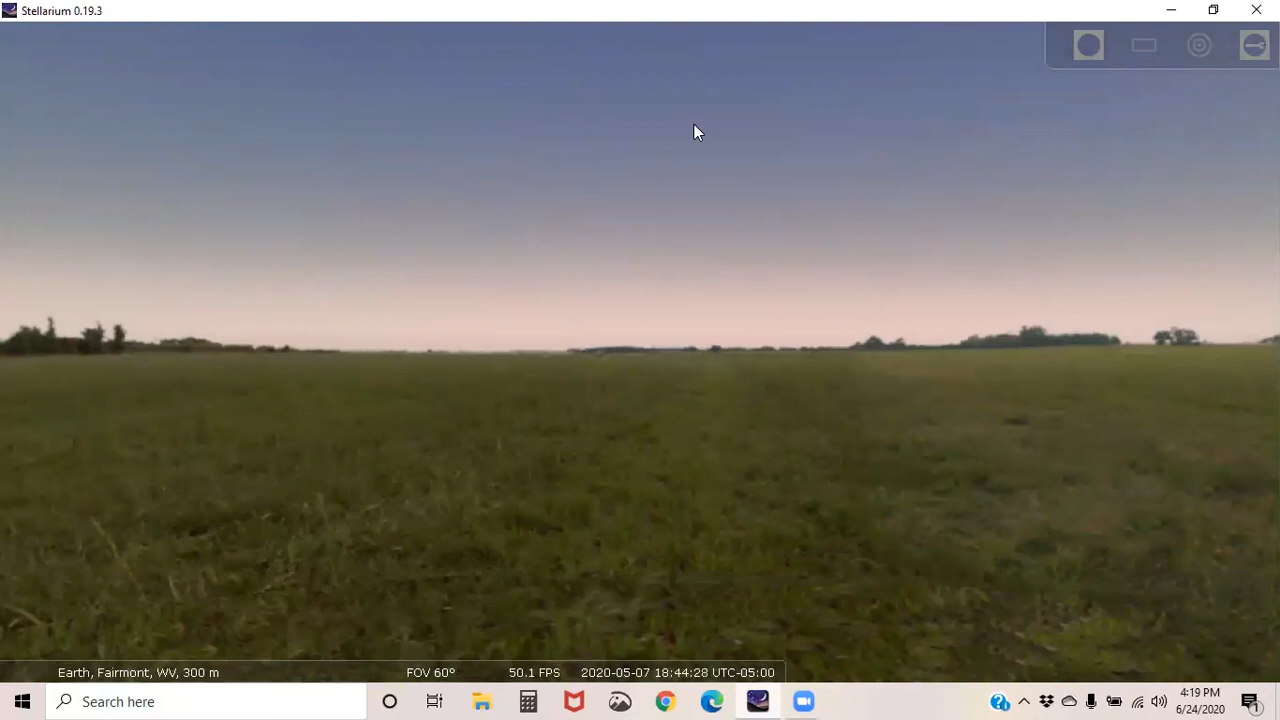 Stellarium 0.19.3
Earth, Fairmont, WV, 300 m
FOV 60°
50.1 FPS
2020-05-07 18:44:28 UTC-05:00
Search here
4:19 PM
6/24/2020
1